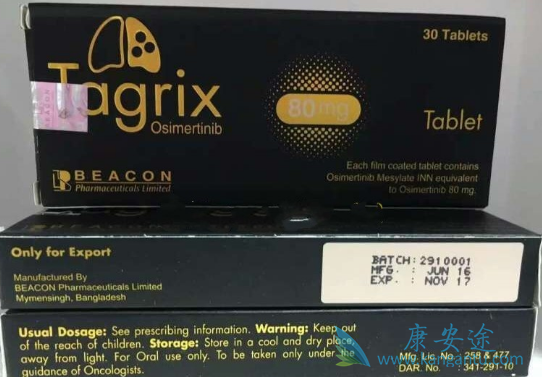 30 Tablets
Tagrix
Osimertinib
80 mg
Tablet
BEACON
Pharmaceuticals Limited
Each film coated tablet contains
Osimertinib Mesylate INN equivalent
to Osimertinib 80 mg.
Only for Export
Manufactured By
BEACON Pharmaceuticals Limited
Mymensingh, Bangladesh
BATCH: 2910001
MFG. : JUN 16
EXP. : NOV 17
Usual Dosage: See prescribing information. Warning: Keep out
of the reach of children. Storage: Store in a cool and dry place,
away from light. For Oral use only. To be taken only under the
guidance of Oncologists.
Mfg. Lic. No. : 258 & 477
DAR. No. : 341-291-10
康安途